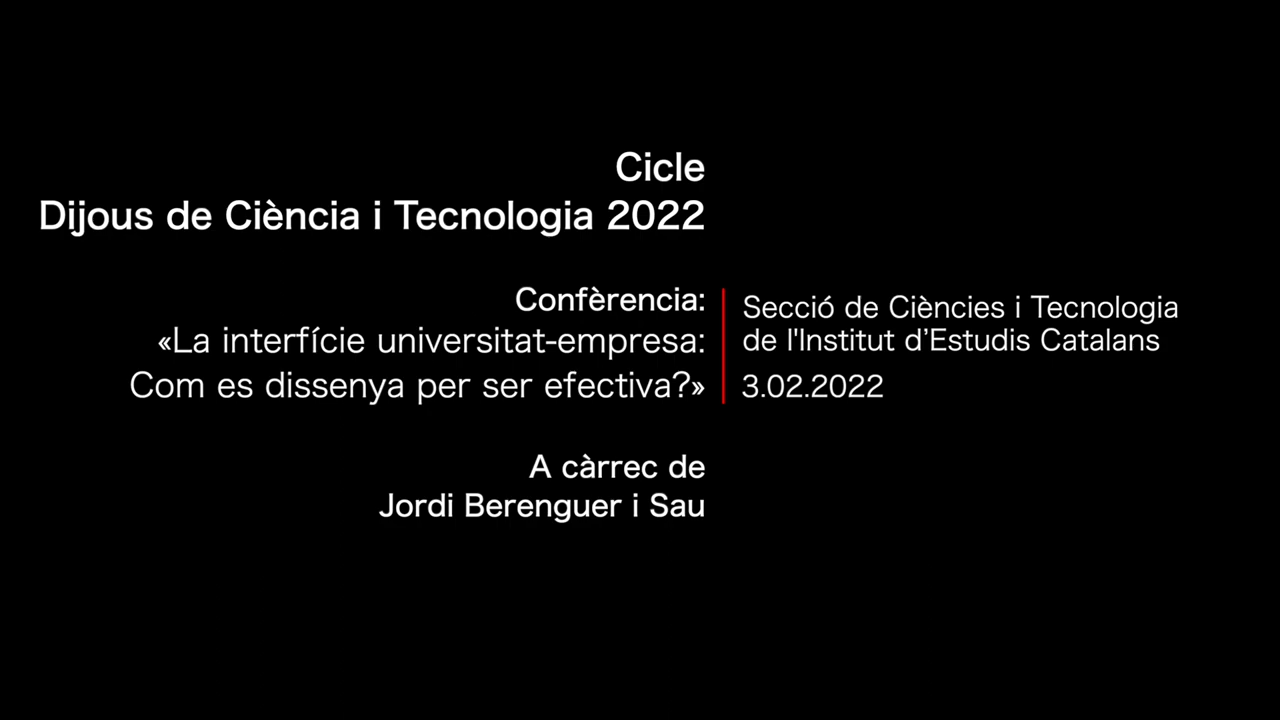 Cicle
Dijous de Ciència i Tecnologia 2022
Confèrencia:
«La interfície universitat-empresa:
Com es dissenya per ser efectiva?»
Secció de Ciències i Tecnologia
de l'Institut d’Estudis Catalans
3.02.2022
A càrrec de
Jordi Berenguer i Sau